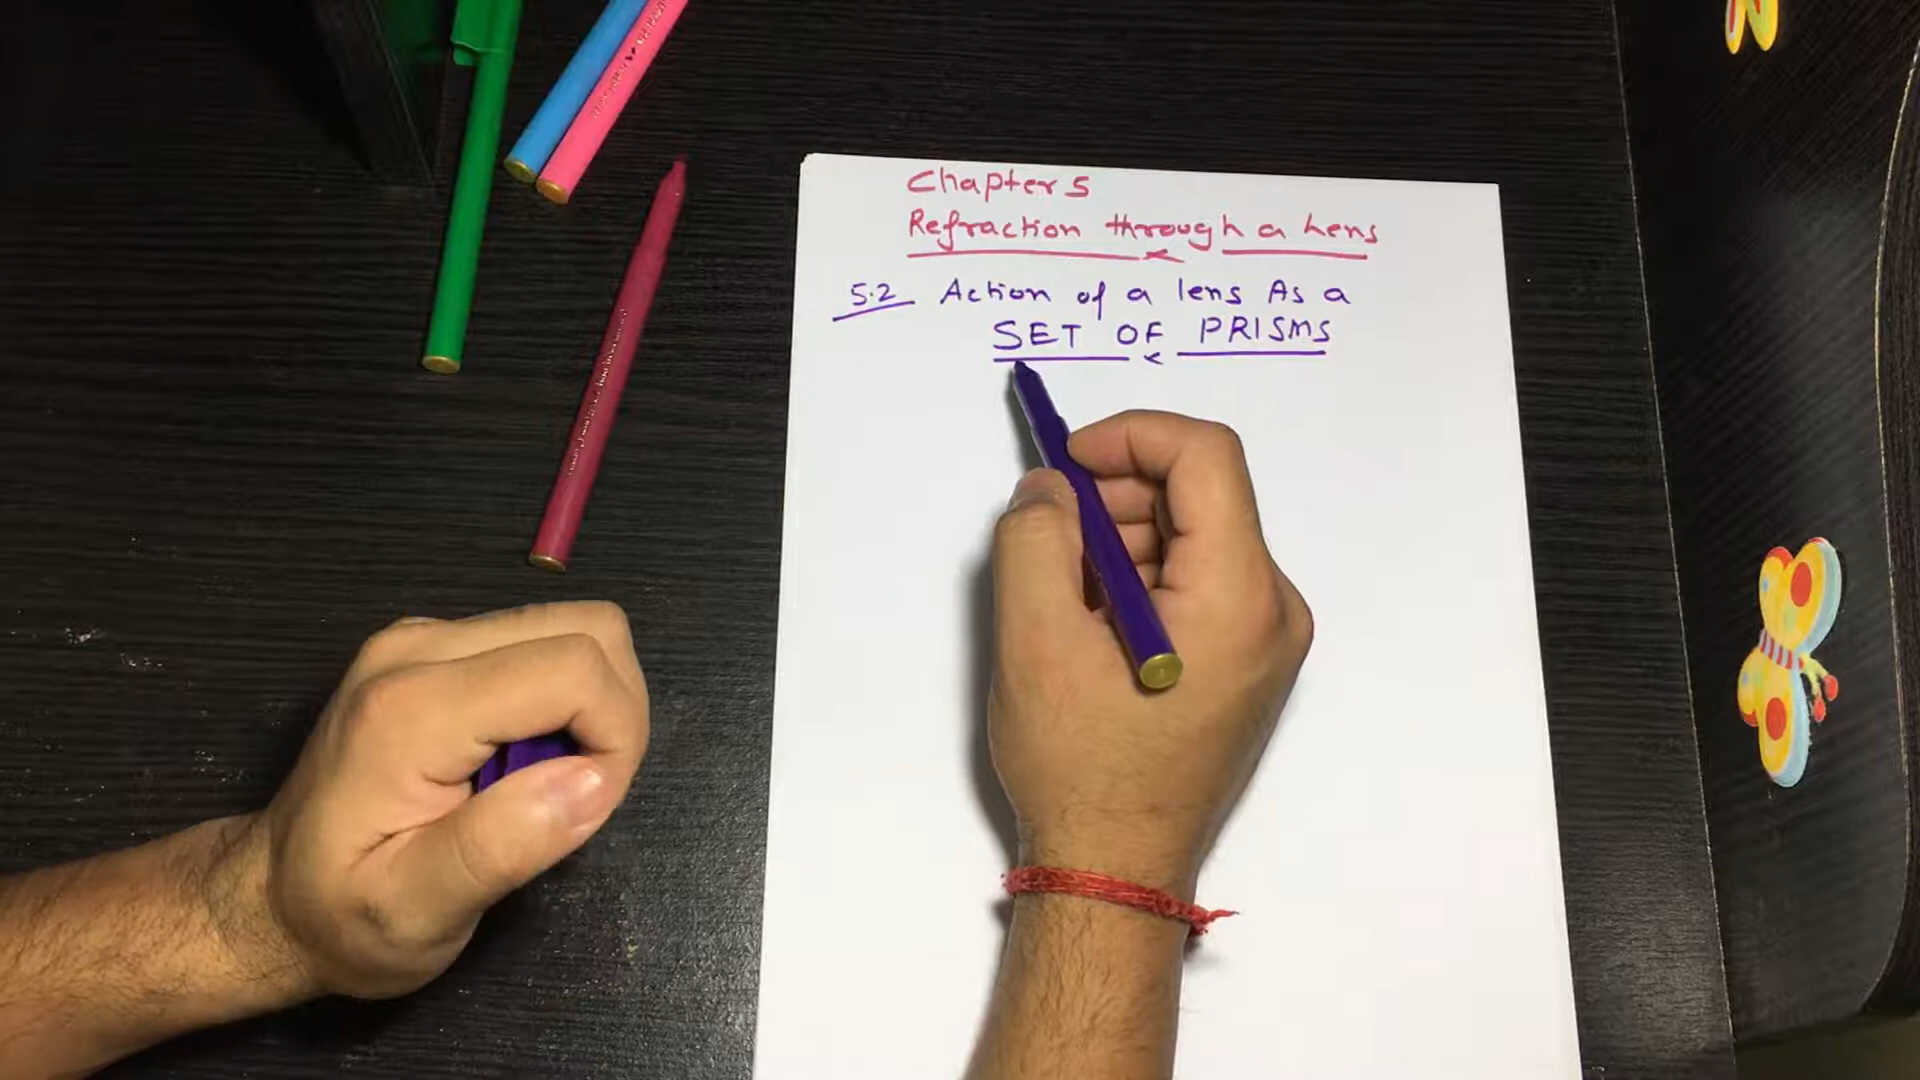 Chapter 5
Refraction through a Lens
5.2 Action of a lens As a
SET OF PRISMS